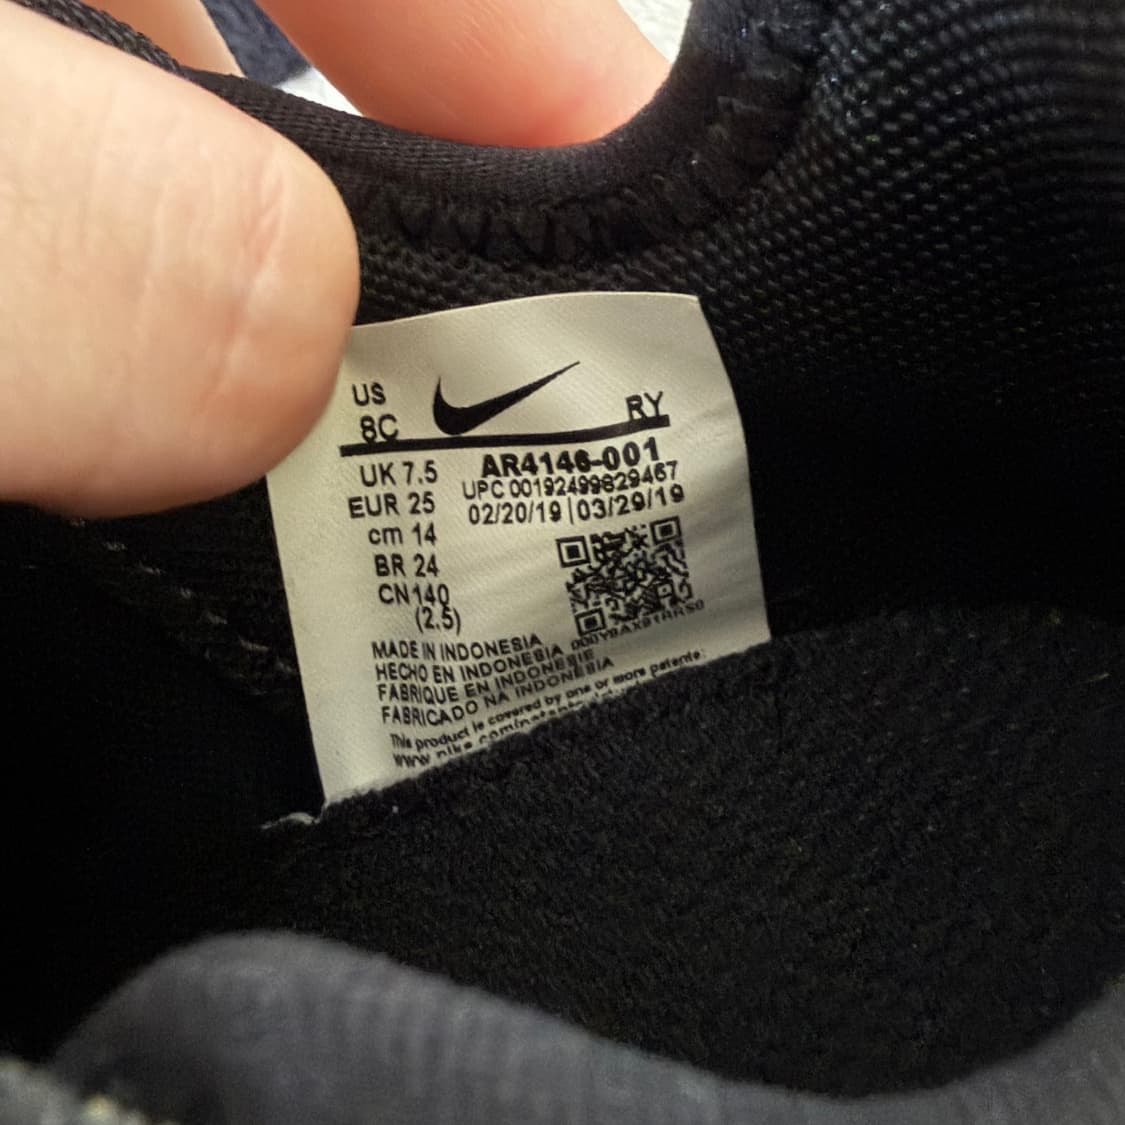 US
8C
RY
UK 7.5
AR4146-001
EUR 25
UPC 00192499829467
cm 14
02/20/19 | 03/29/19
BR 24
CN 140
(2.5)
MADE IN INDONESIA
HECHO EN INDONESIA
FABRIQUE EN INDONESIE
FABRICADO NA INDONESIA
This product is covered by one or more patents: